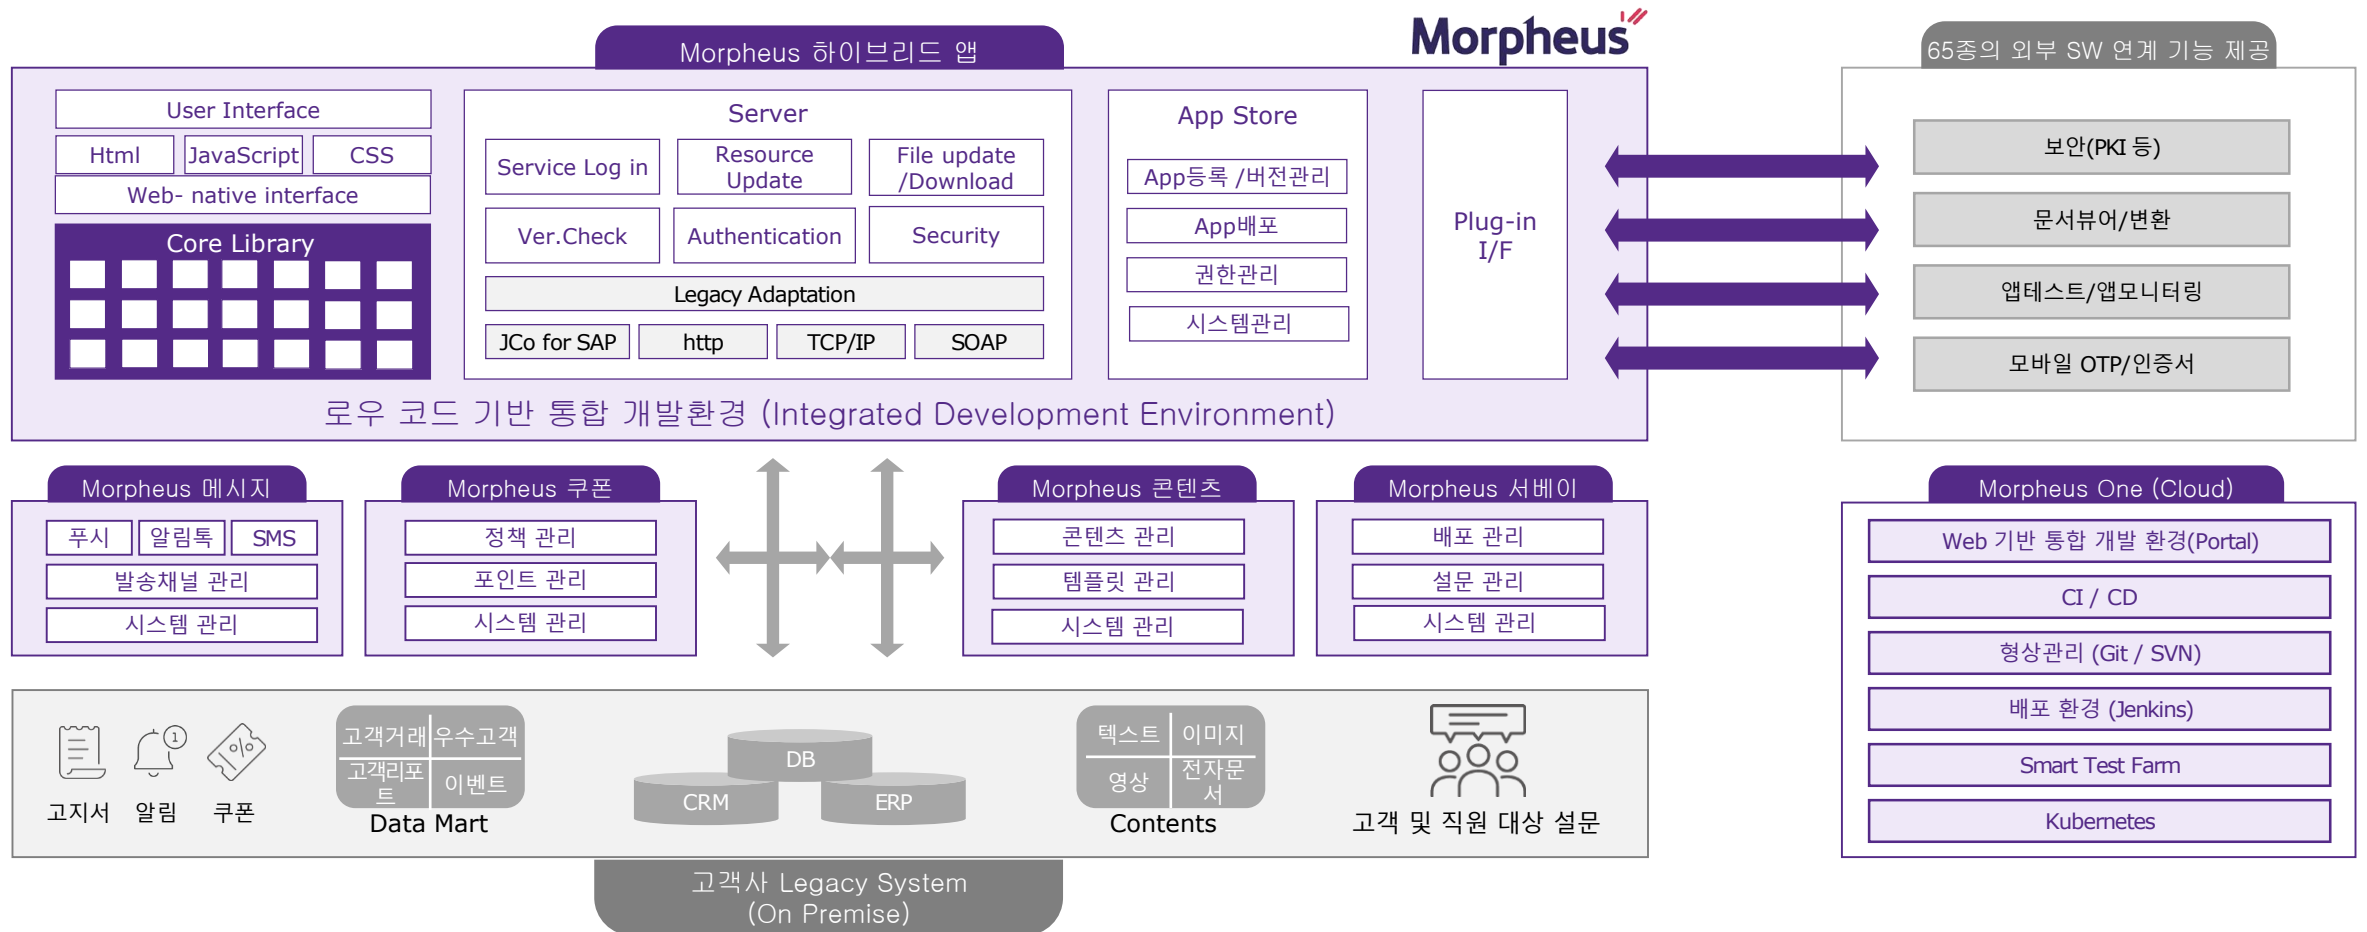 Morpheus 하이브리드 앱
Morpheus
65종의 외부 SW 연계 기능 제공
User Interface
Html
JavaScript
CSS
Web- native interface
Core Library
Server
Service Log in
Resource
Update
File update
/Download
Ver.Check
Authentication
Security
Legacy Adaptation
JCo for SAP
http
TCP/IP
SOAP
App Store
App등록 /버전관리
App배포
권한관리
시스템관리
Plug-in
I/F
보안(PKI 등)
문서뷰어/변환
앱테스트/앱모니터링
모바일 OTP/인증서
로우 코드 기반 통합 개발환경 (Integrated Development Environment)
Morpheus 메시지
푸시
알림톡
SMS
발송채널 관리
시스템 관리
Morpheus 쿠폰
정책 관리
포인트 관리
시스템 관리
Morpheus 콘텐츠
콘텐츠 관리
템플릿 관리
시스템 관리
Morpheus 서베이
배포 관리
설문 관리
시스템 관리
Morpheus One (Cloud)
Web 기반 통합 개발 환경(Portal)
CI / CD
형상관리 (Git / SVN)
배포 환경 (Jenkins)
Smart Test Farm
Kubernetes
고지서
1
알림
%
쿠폰
고객거래
우수고객
고객리포
트
이벤트
Data Mart
DB
CRM
ERP
텍스트
이미지
영상
전자문
서
Contents
고객 및 직원 대상 설문
고객사 Legacy System
(On Premise)